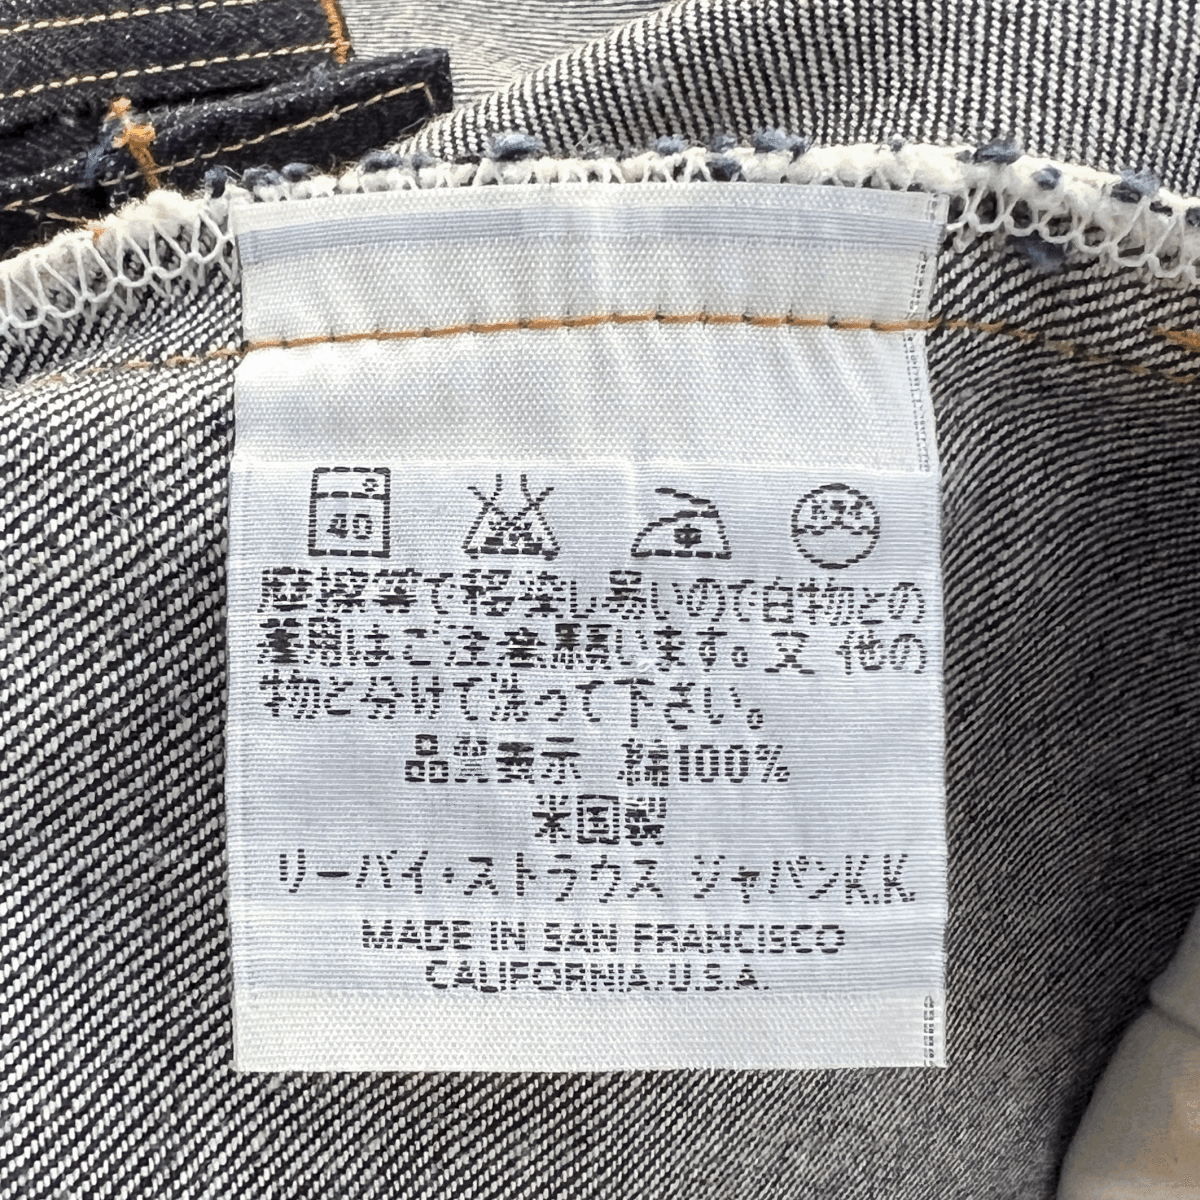 40
摩擦等で移染し易いので白物との
着用はご注意願います。又 他の
物と分けて洗って下さい。
品質表示 綿100%
米国製
リーバイ・ストラウス ジャパンK.K.
MADE IN SAN FRANCISCO
CALIFORNIA.U.S.A.